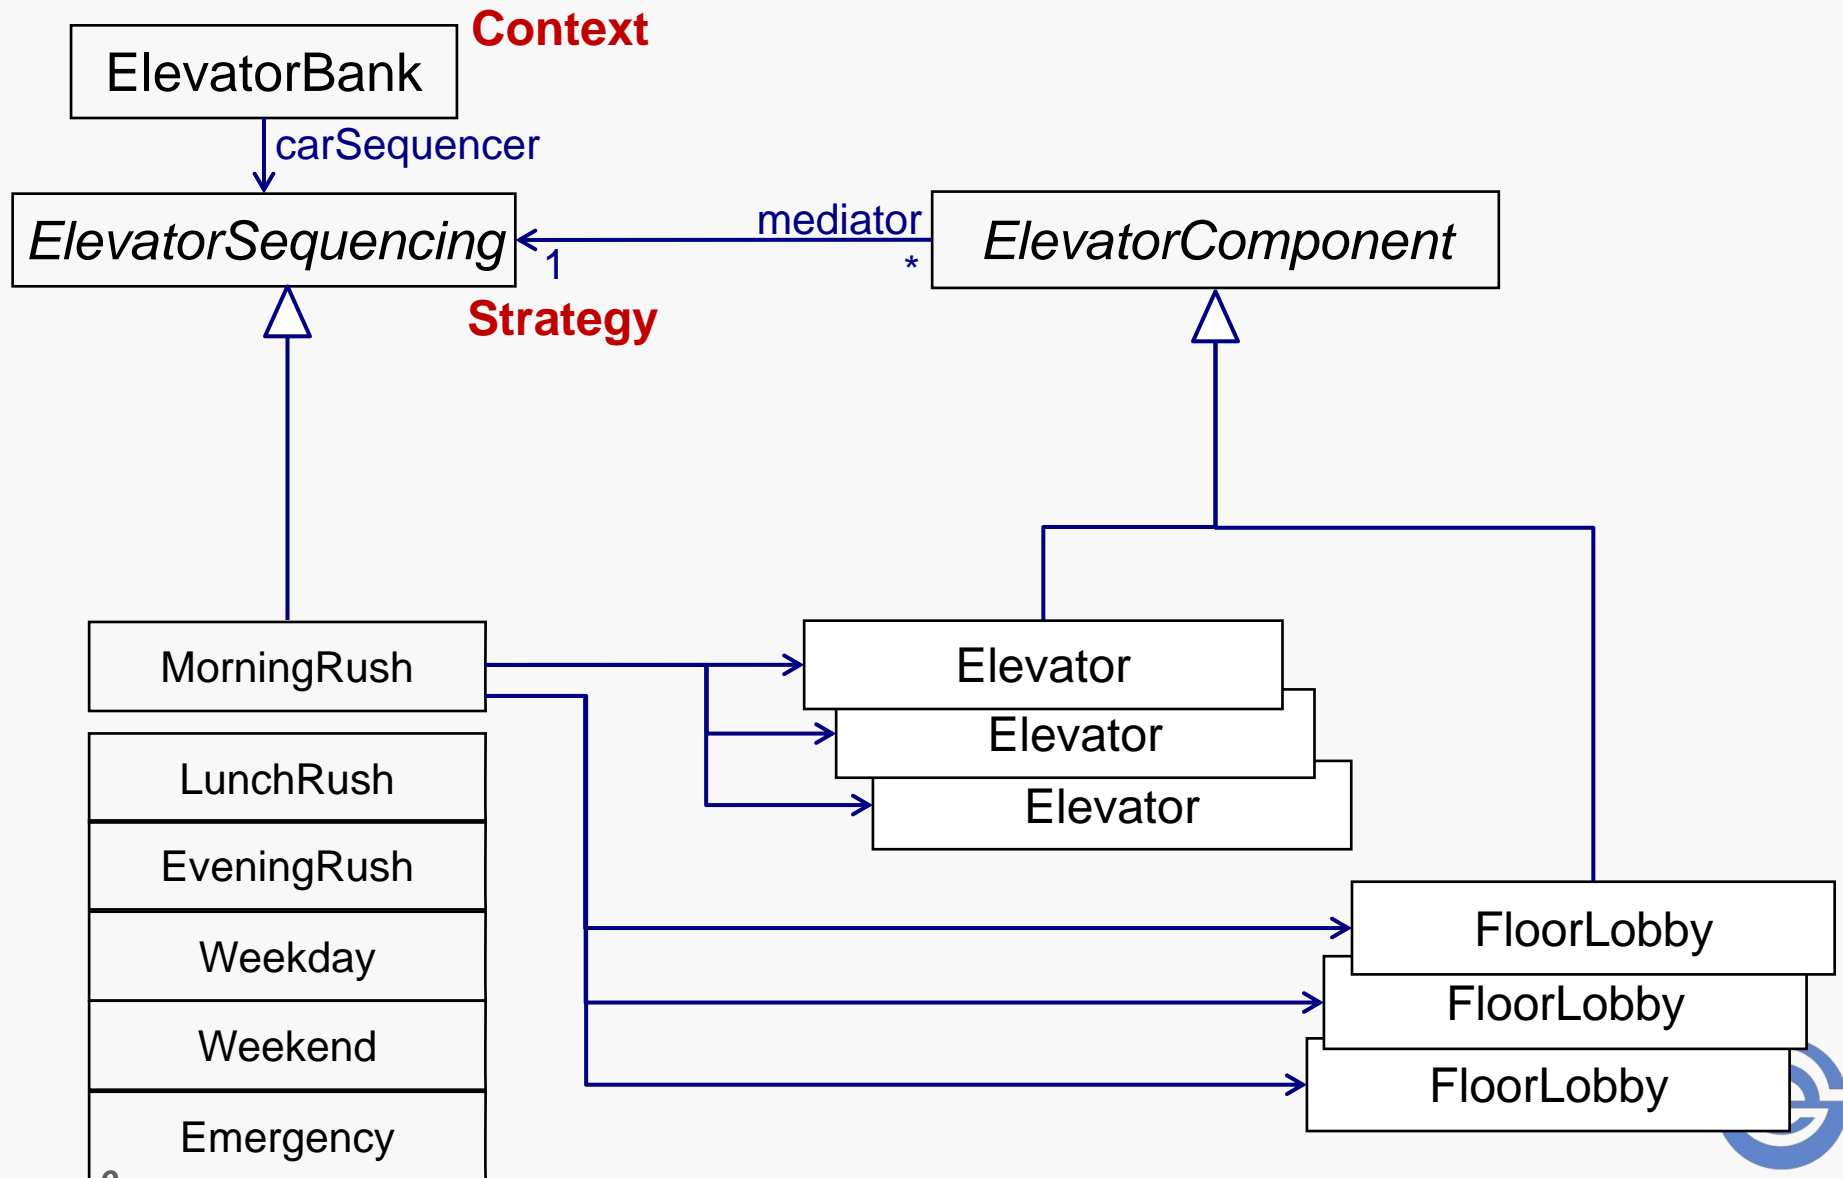 Context
ElevatorBank
carSequencer
ElevatorSequencing
1
mediator
*
ElevatorComponent
Strategy
MorningRush
LunchRush
EveningRush
Weekday
Weekend
Emergency
Elevator
Elevator
Elevator
FloorLobby
FloorLobby
FloorLobby